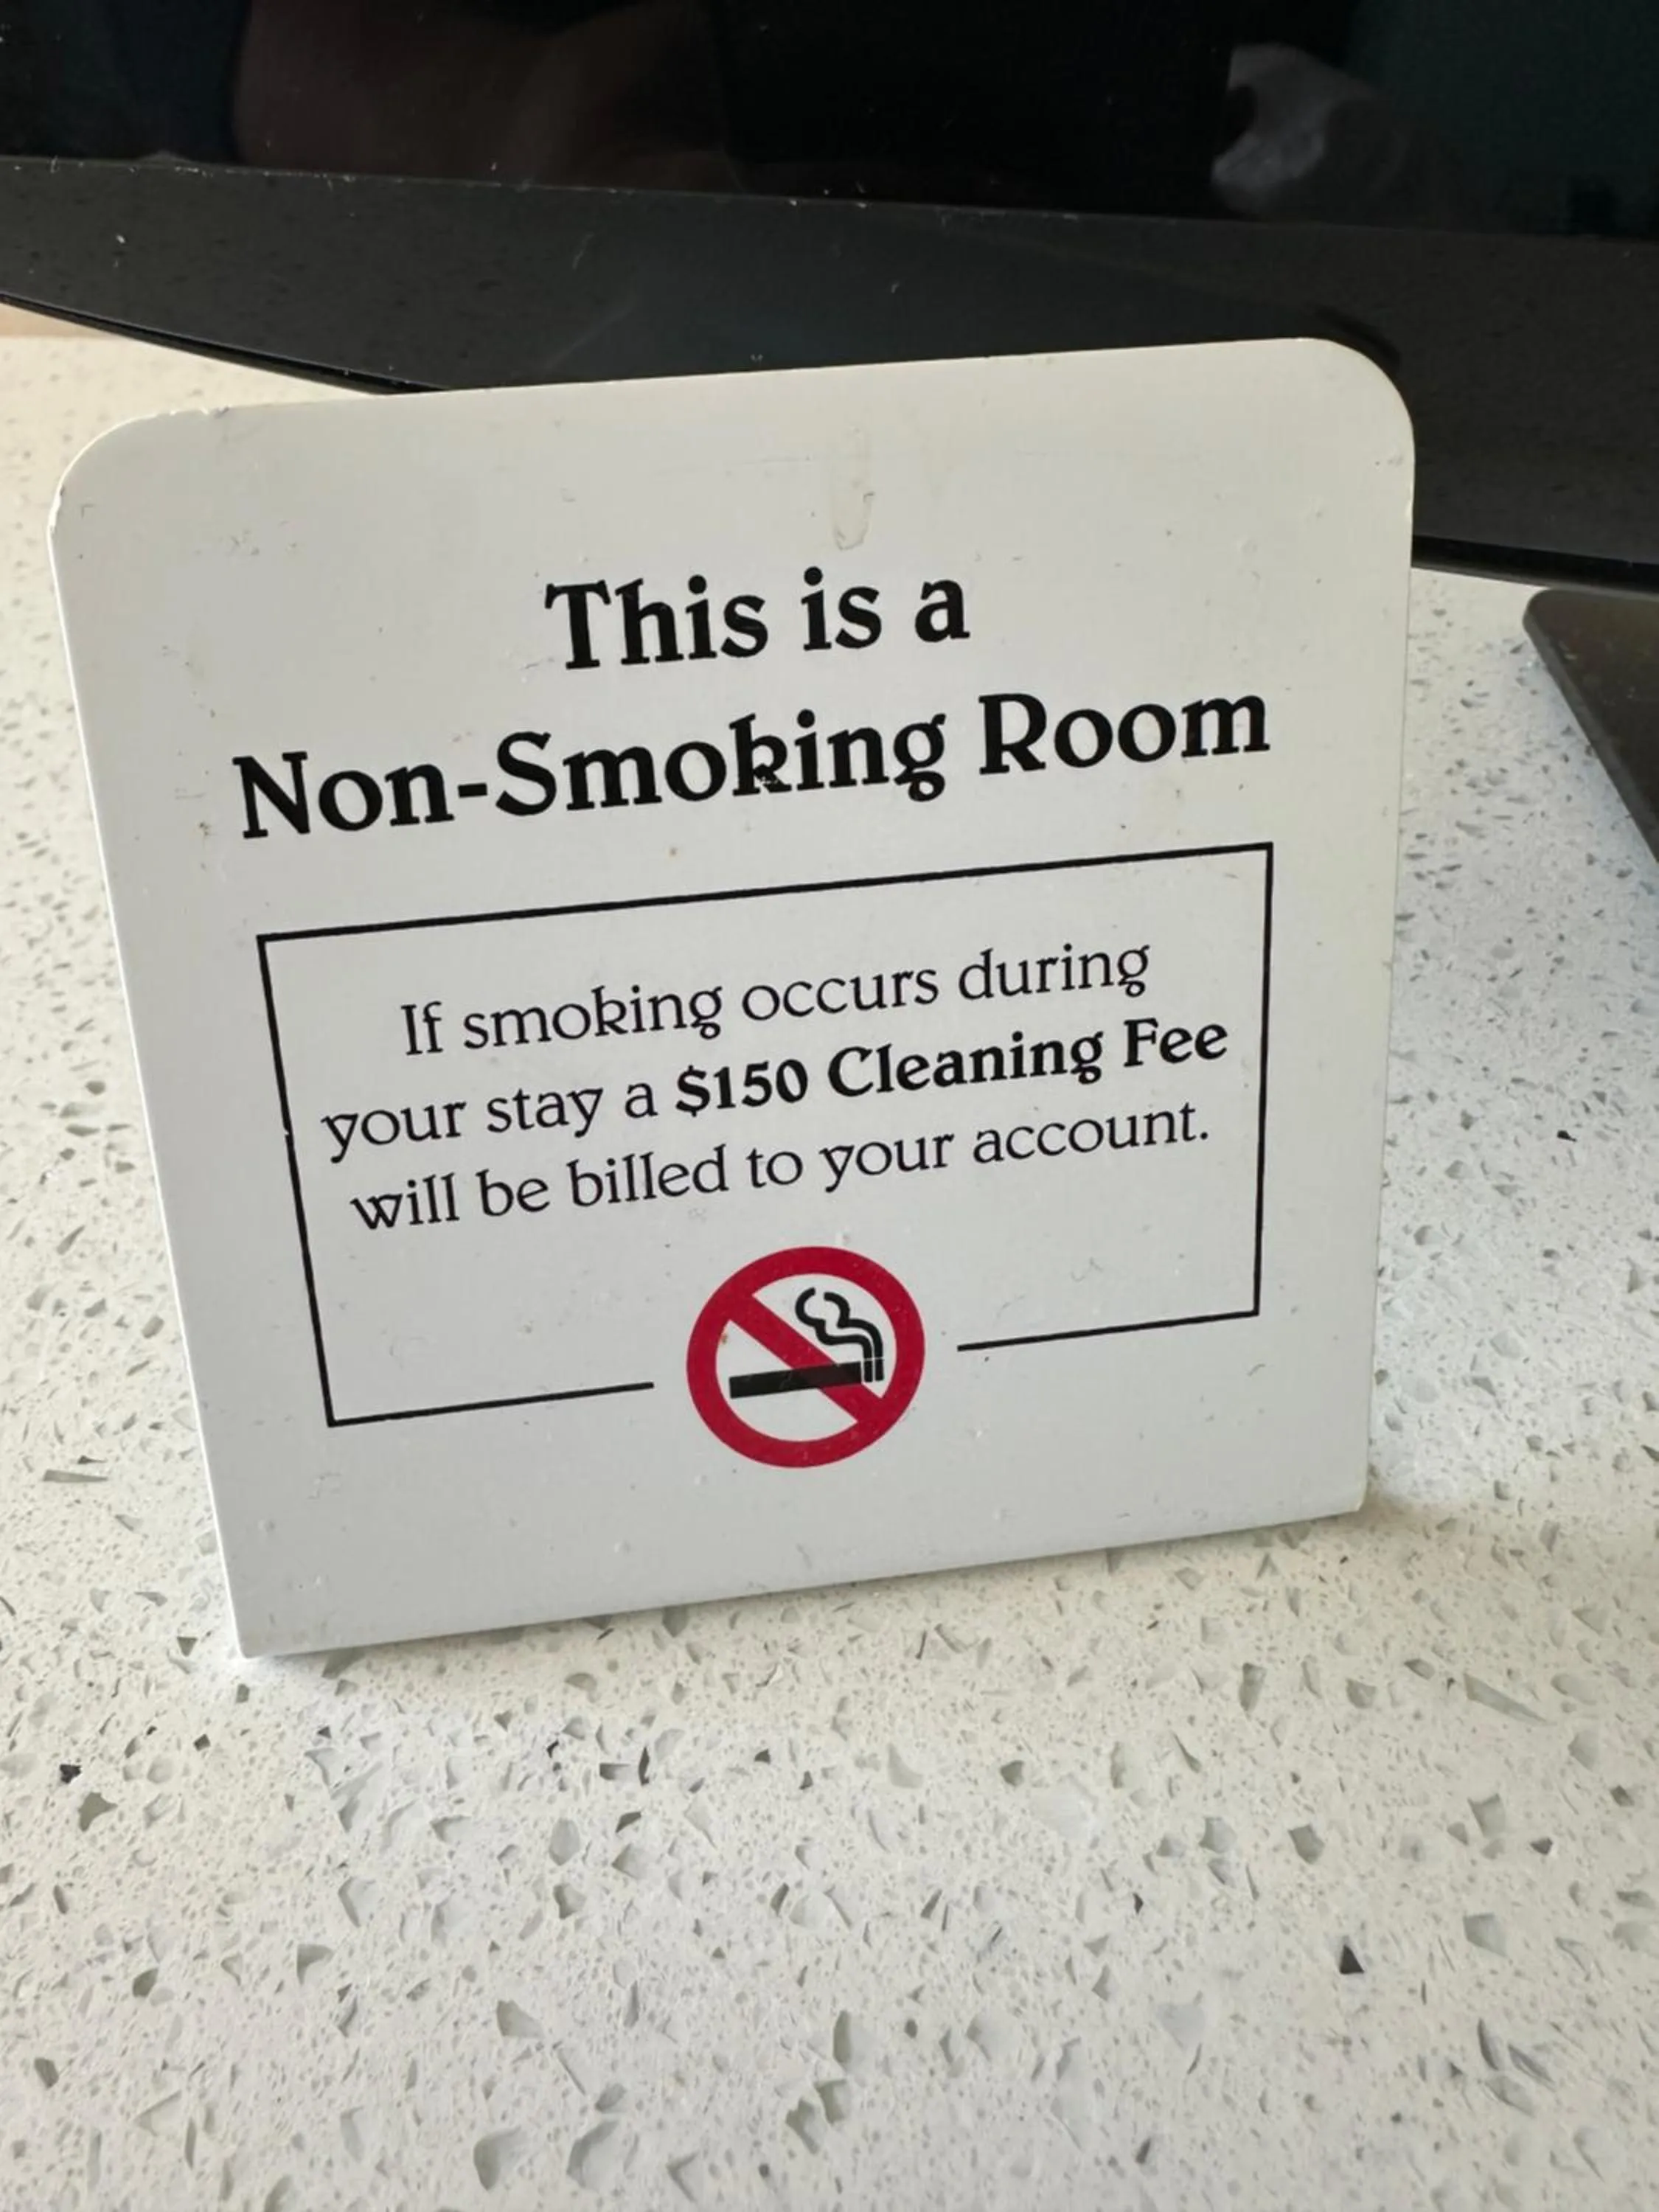 This is a
Non-Smoking Room
If smoking occurs during
your stay a $150 Cleaning Fee
will be billed to your account.